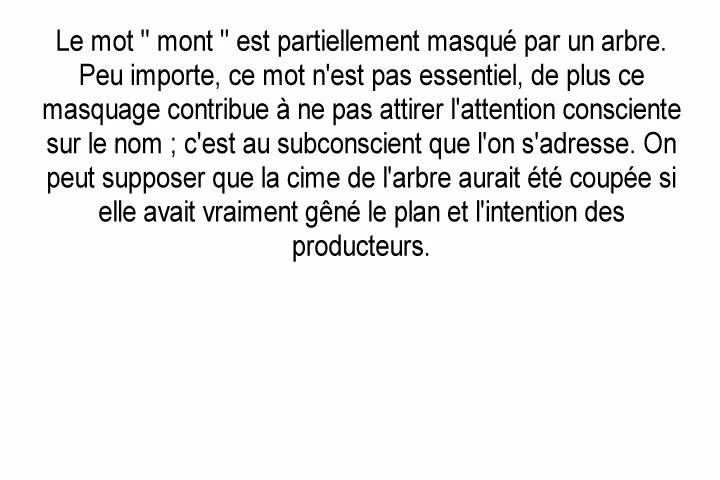 Le mot " mont " est partiellement masqué par un arbre.
Peu importe, ce mot n'est pas essentiel, de plus ce
masquage contribue à ne pas attirer l'attention consciente
sur le nom ; c'est au subconscient que l'on s'adresse. On
peut supposer que la cime de l'arbre aurait été coupée si
elle avait vraiment gêné le plan et l'intention des
producteurs.